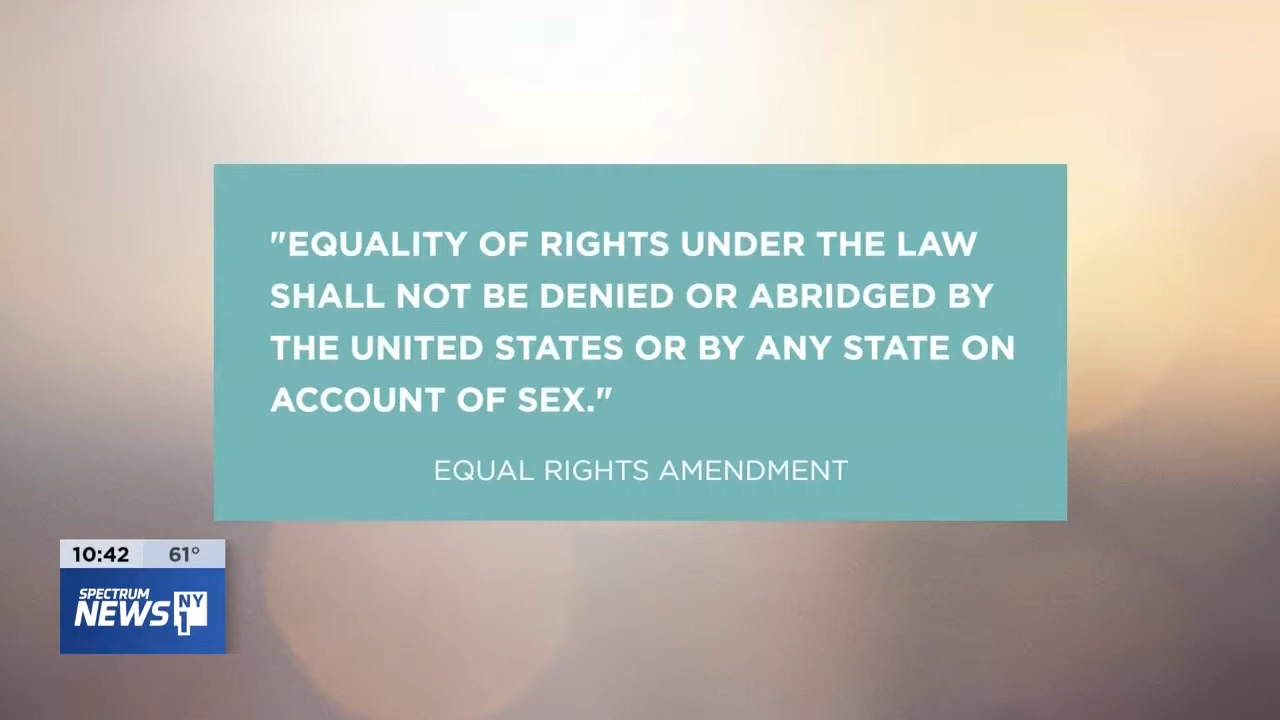 "EQUALITY OF RIGHTS UNDER THE LAW
SHALL NOT BE DENIED OR ABRIDGED BY
THE UNITED STATES OR BY ANY STATE ON
ACCOUNT OF SEX."
EQUAL RIGHTS AMENDMENT
10:42 61°
SPECTRUM
NEWS NY
1